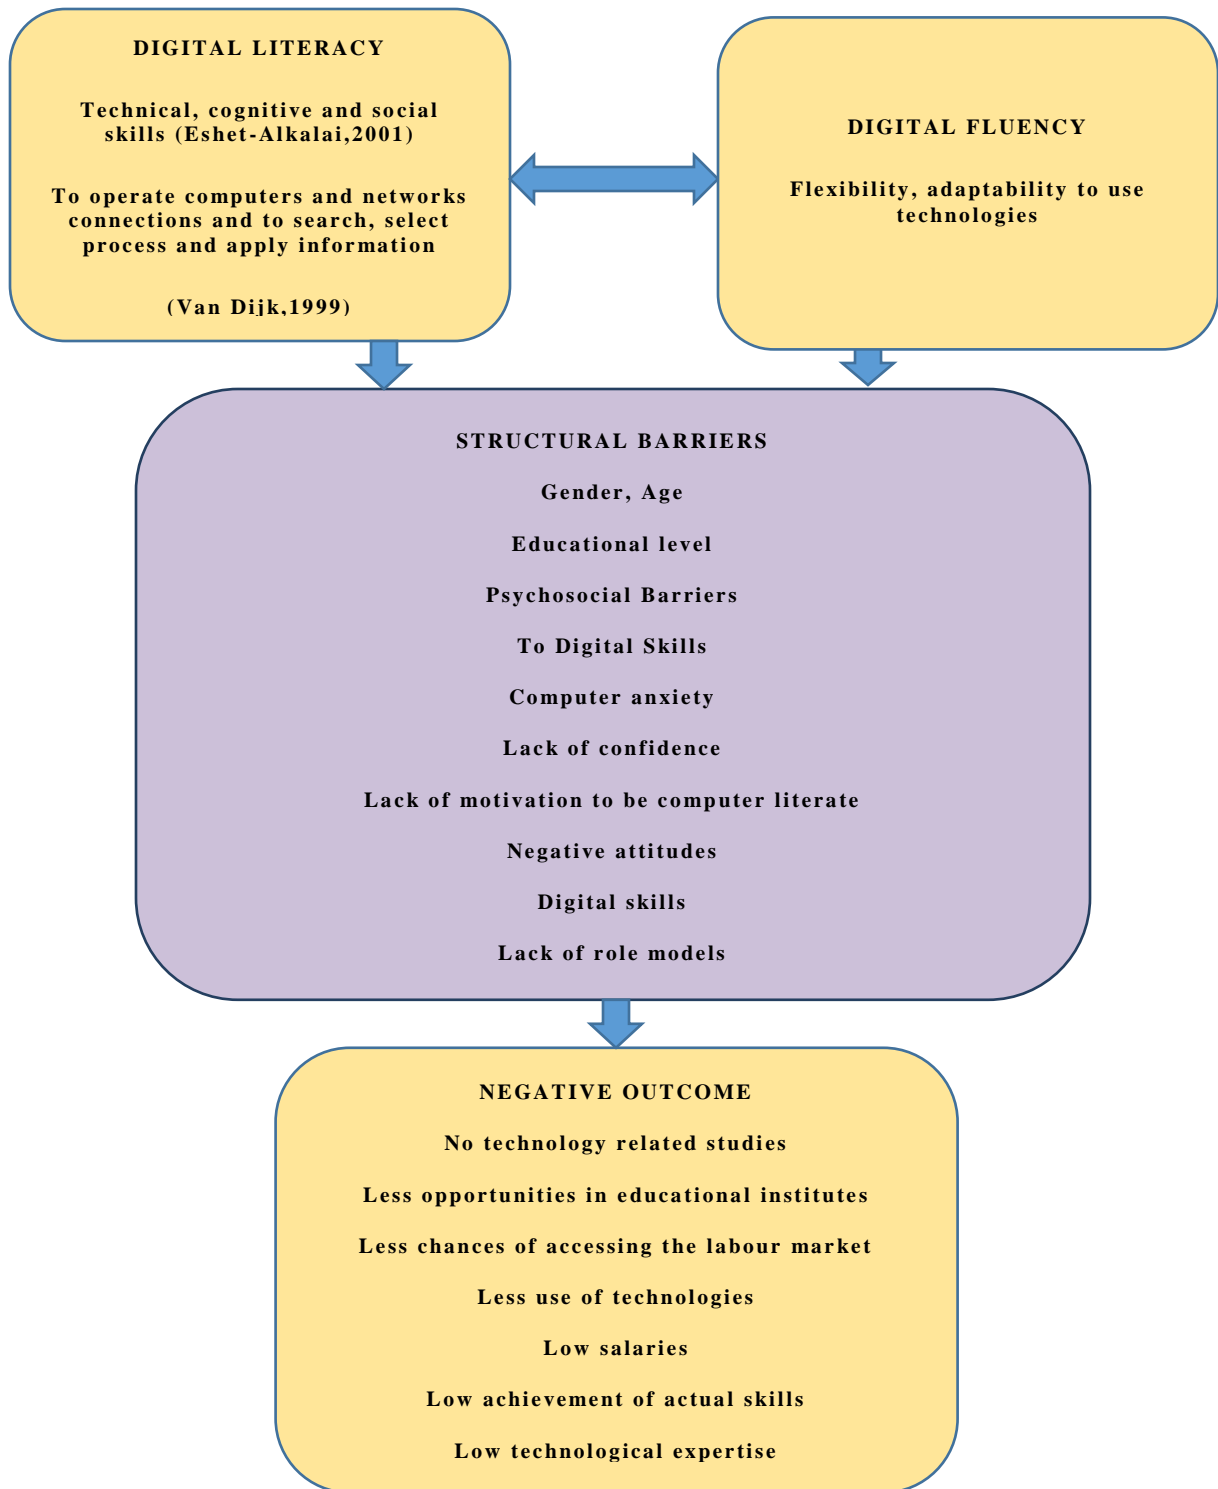 DIGITAL LITERACY
Technical, cognitive and social
skills (Eshet-Alkalai,2001)
To operate computers and networks
connections and to search, select
process and apply information
(Van Dijk,1999)
DIGITAL FLUENCY
Flexibility, adaptability to use
technologies
STRUCTURAL BARRIERS
Gender, Age
Educational level
Psychosocial Barriers
To Digital Skills
Computer anxiety
Lack of confidence
Lack of motivation to be computer literate
Negative attitudes
Digital skills
Lack of role models
NEGATIVE OUTCOME
No technology related studies
Less opportunities in educational institutes
Less chances of accessing the labour market
Less use of technologies
Low salaries
Low achievement of actual skills
Low technological expertise